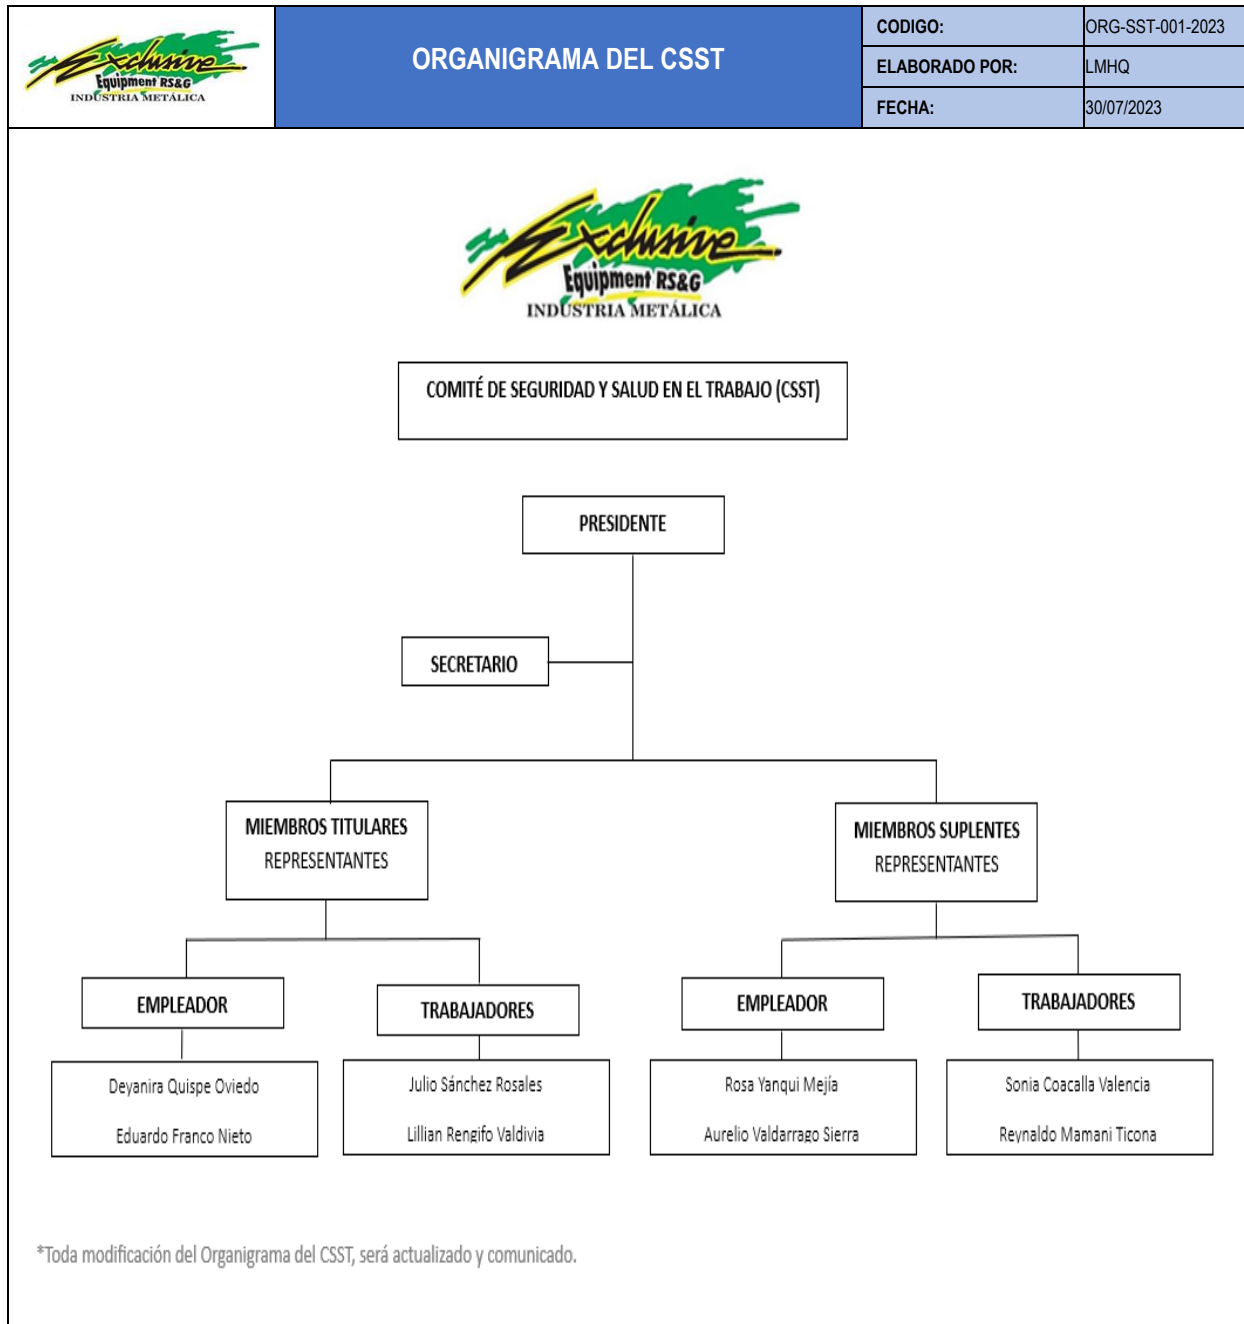 Exclusive
Equipment RS&G
INDUSTRIA METÁLICA
ORGANIGRAMA DEL CSST
CODIGO: ORG-SST-001-2023
ELABORADO POR: LMHQ
FECHA: 30/07/2023
Exclusive
Equipment RS&G
INDUSTRIA METÁLICA
COMITÉ DE SEGURIDAD Y SALUD EN EL TRABAJO (CSST)
PRESIDENTE
SECRETARIO
MIEMBROS TITULARES
REPRESENTANTES
MIEMBROS SUPLENTES
REPRESENTANTES
EMPLEADOR
TRABAJADORES
EMPLEADOR
TRABAJADORES
Deyanira Quispe Oviedo
Eduardo Franco Nieto
Julio Sánchez Rosales
Lillian Rengifo Valdivia
Rosa Yanqui Mejía
Aurelio Valdarrago Sierra
Sonia Coacalla Valencia
Reynaldo Mamani Ticona
*Toda modificación del Organigrama del CSST, será actualizado y comunicado.